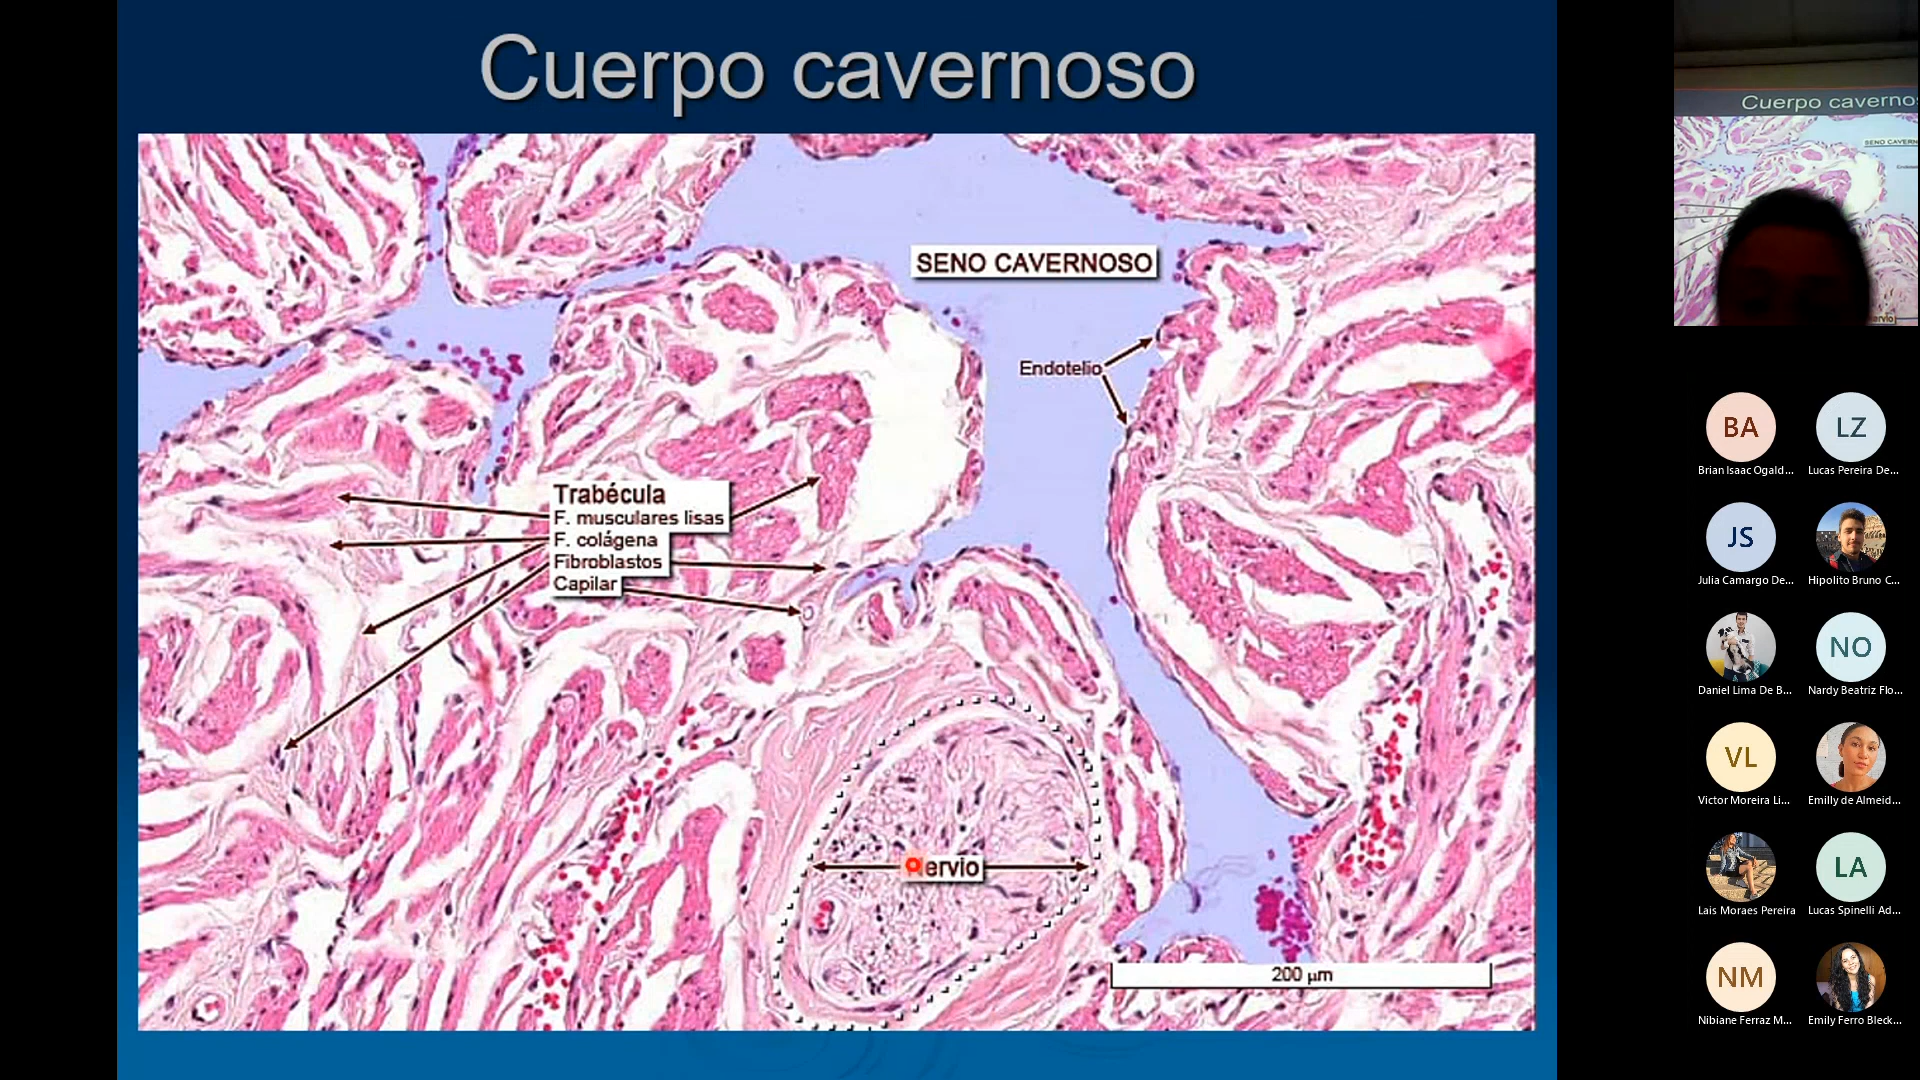 Cuerpo cavernoso
SENO CAVERNOSO
Endotelio
Trabécula
F. musculares lisas
F. colágena
Fibroblastos
Capilar
ervio
200 µm
Cuerpo caverno
SENO CAVERN
BA
LZ
Brian Isaac Ogald...
Lucas Pereira De...
JS
Julia Camargo De...
Hipolito Bruno C...
NO
Daniel Lima De B...
Nardy Beatriz Flo...
VL
Victor Moreira Li...
Emilly de Almeid...
LA
Lais Moraes Pereira
Lucas Spinelli Ad...
NM
Nibiane Ferraz M...
Emily Ferro Bleck...